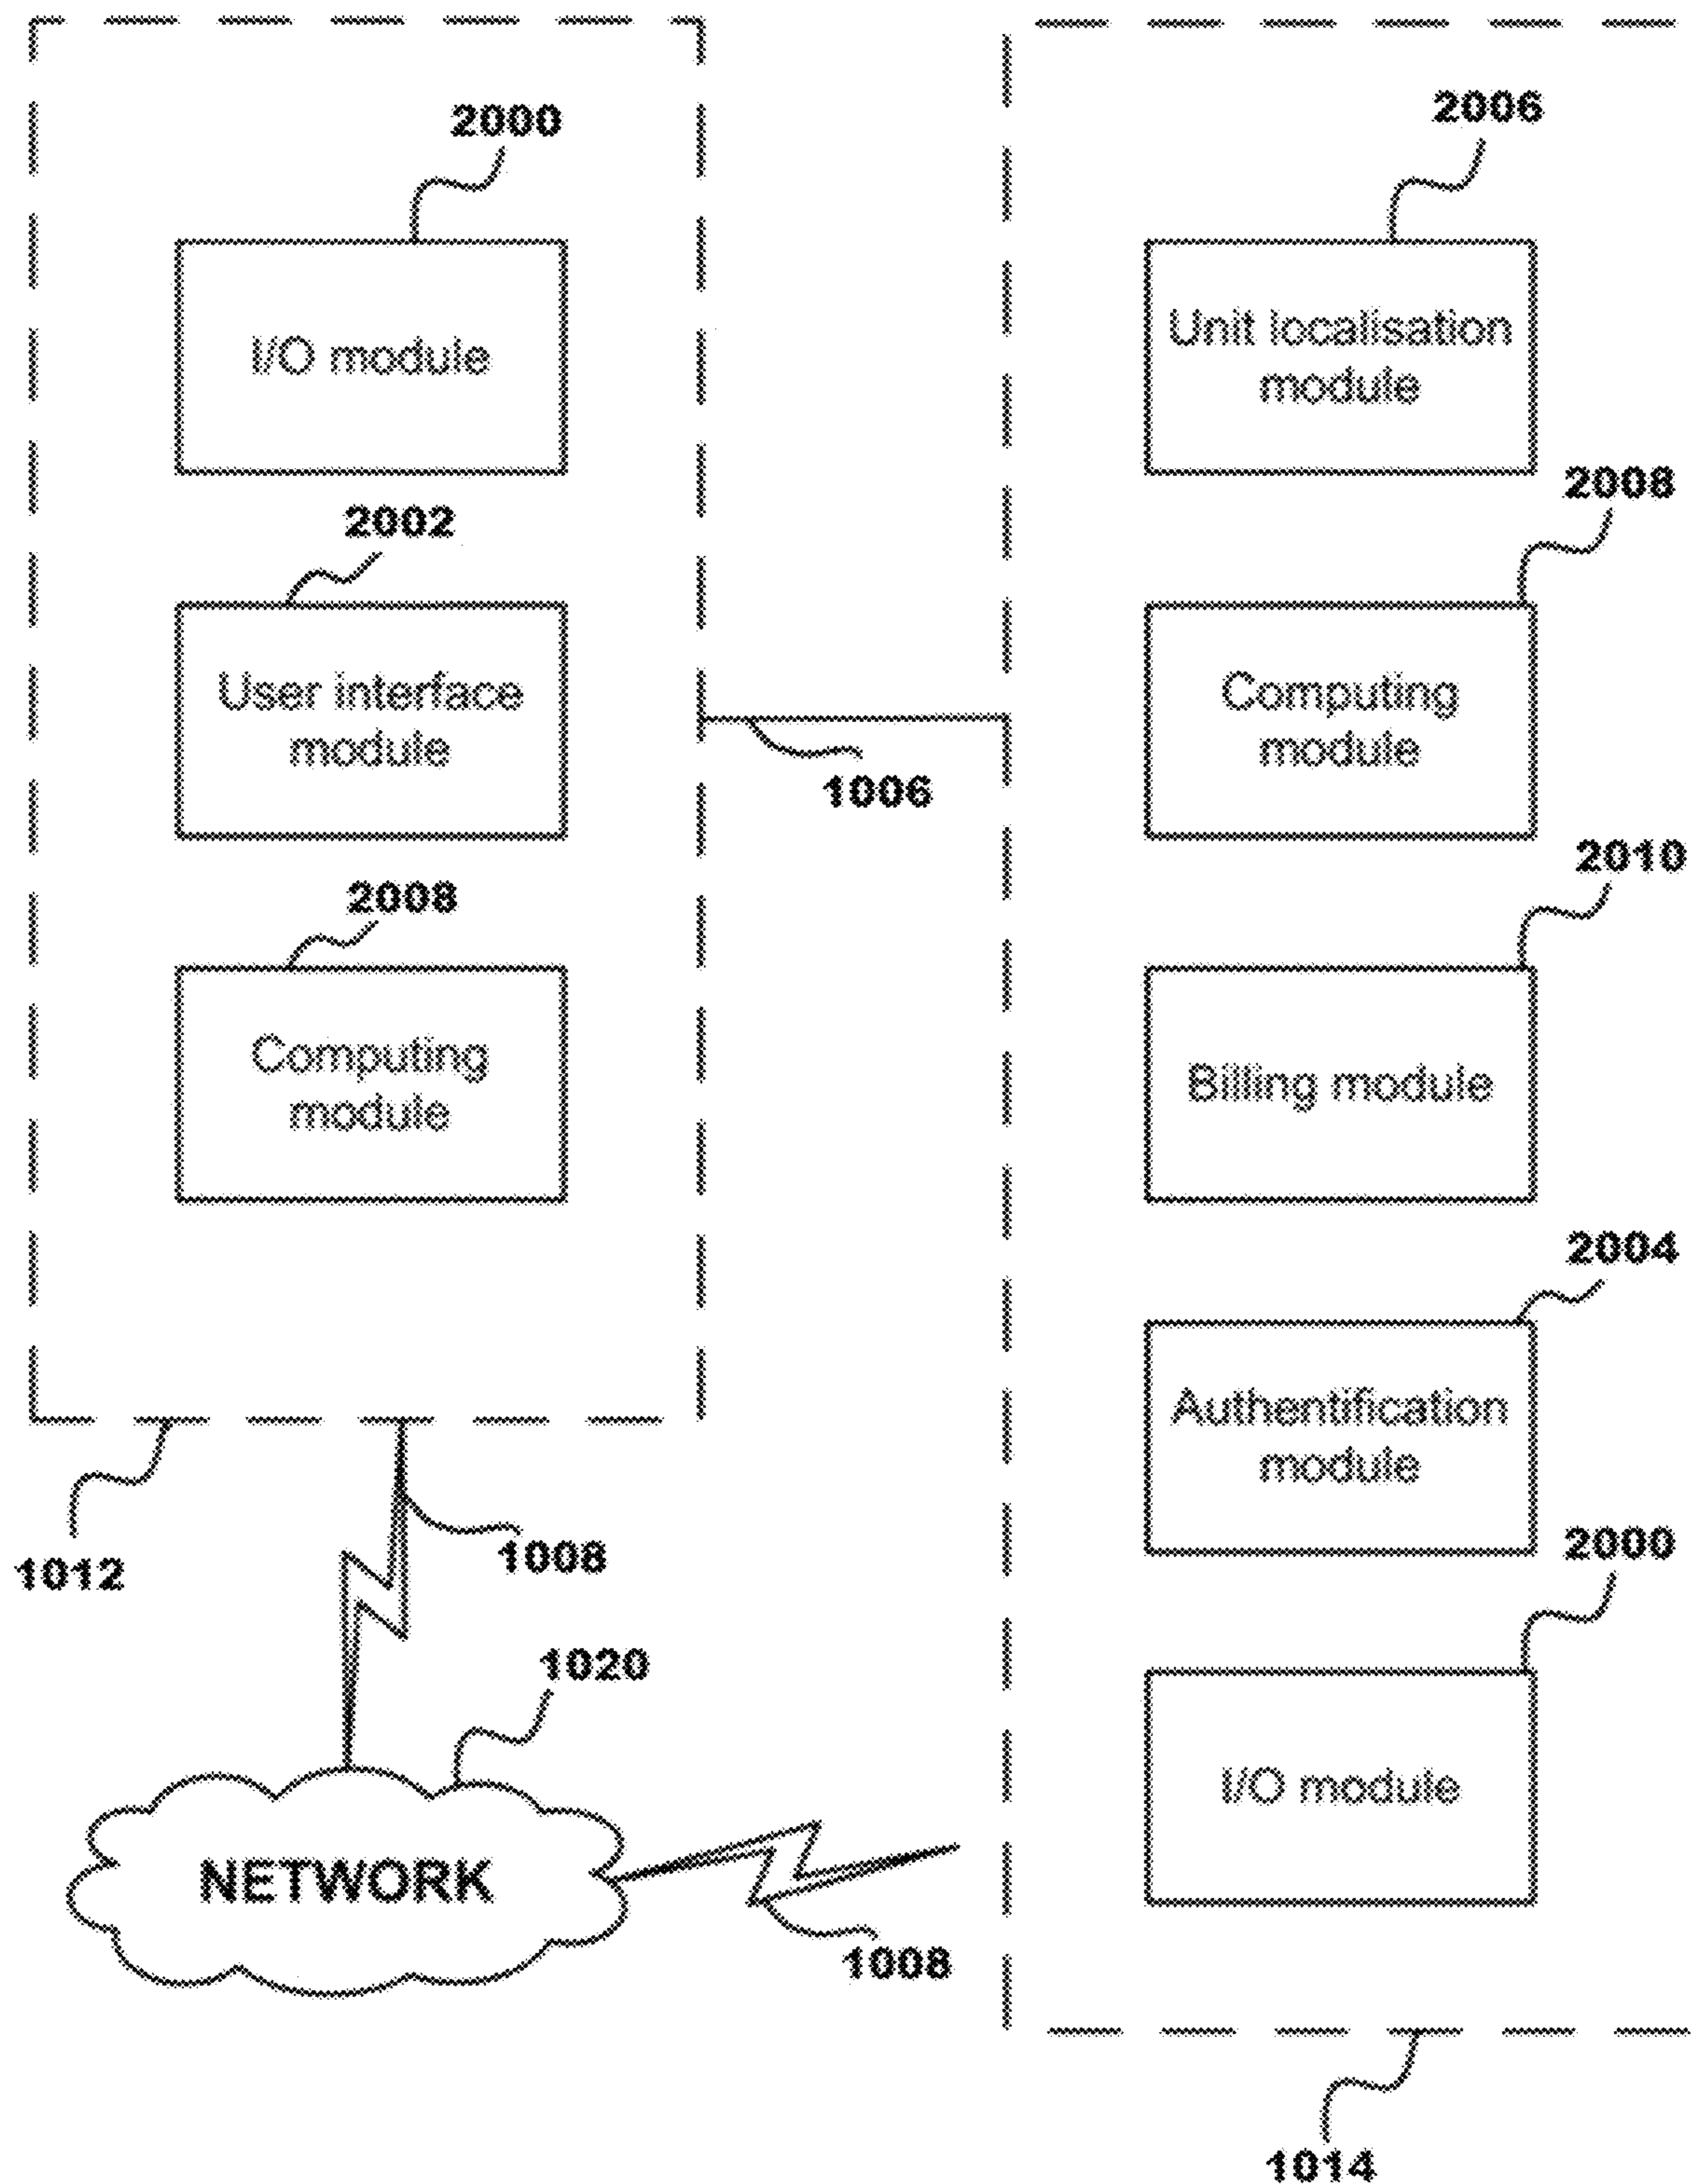 2000
I/O module
2002
User interface
module
2008
Computing
module
1012
1008
1020
NETWORK
1008
1006
2006
Unit localisation
module
2008
Computing
module
2010
Billing module
2004
Authentification
module
2000
I/O module
1014